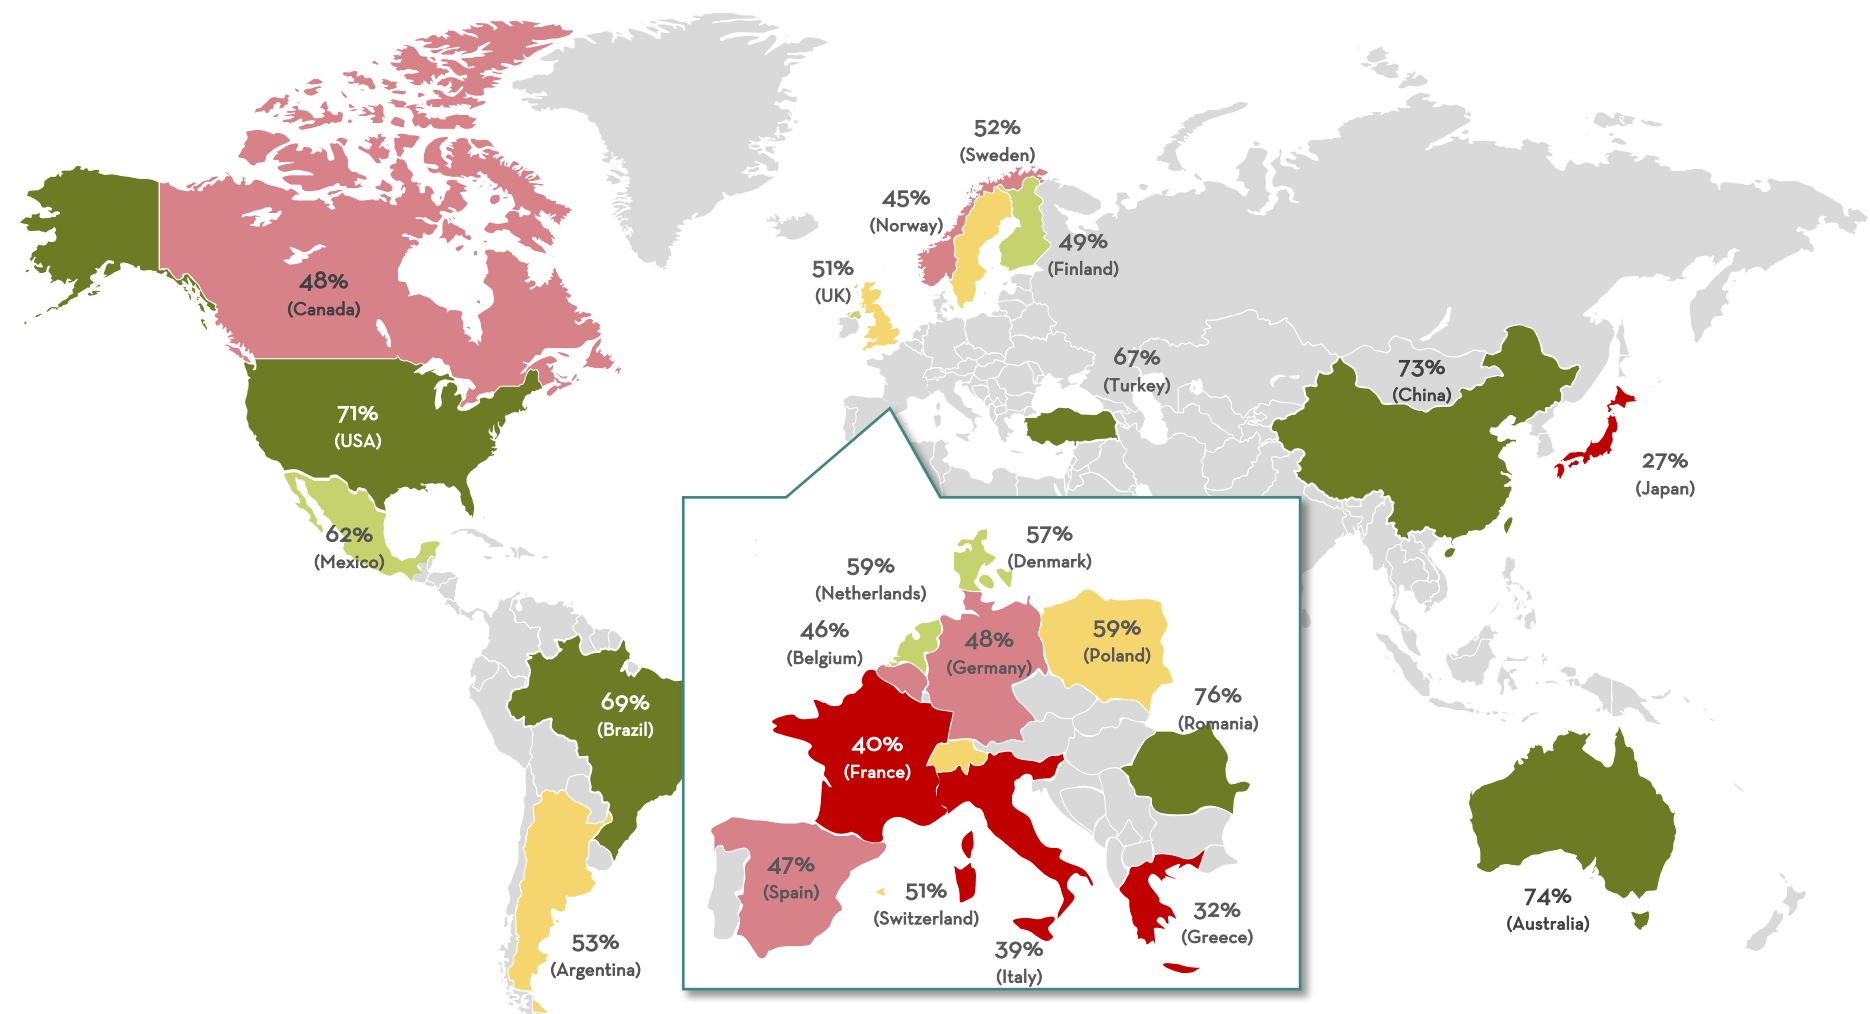 52%
(Sweden)
45%
(Norway)
49%
(Finland)
51%
(UK)
48%
(Canada)
67%
(Turkey)
73%
(China)
71%
(USA)
27%
(Japan)
62%
(Mexico)
57%
(Denmark)
59%
(Netherlands)
46%
(Belgium)
48%
(Germany)
59%
(Poland)
76%
(Romania)
69%
(Brazil)
40%
(France)
47%
(Spain)
51%
(Switzerland)
32%
(Greece)
39%
(Italy)
74%
(Australia)
53%
(Argentina)